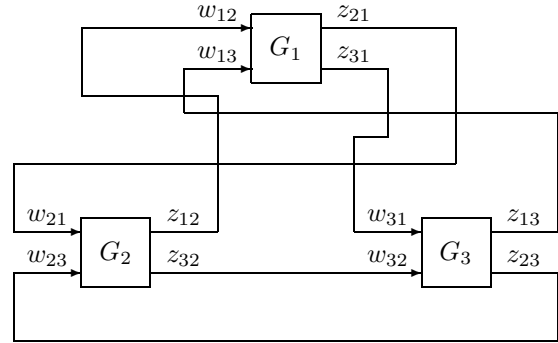 w₁₂ z₂₁
G₁
w₁₃ z₃₁
w₂₁ z₁₂ w₃₁ z₁₃
G₂ G₃
w₂₃ z₃₂ w₃₂ z₂₃